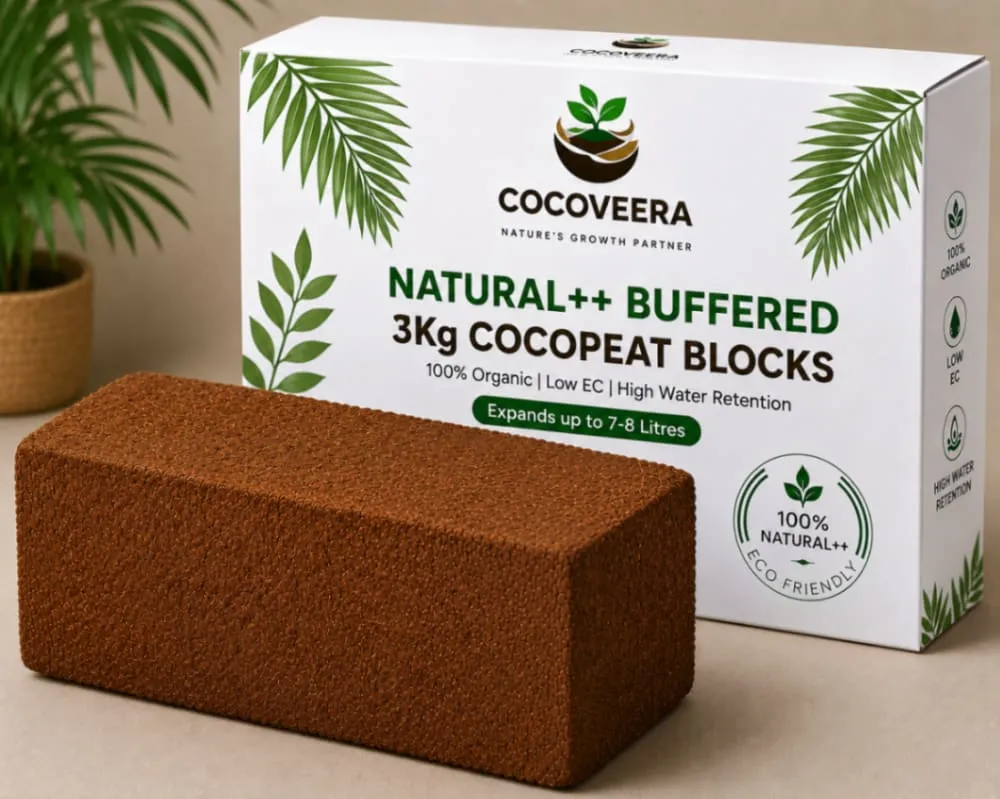 COCOVEERA
COCOVEERA
NATURE'S GROWTH PARTNER
NATURAL++ BUFFERED
3Kg COCOPEAT BLOCKS
100% Organic | Low EC | High Water Retention
Expands up to 7-8 Litres
100%
NATURAL++
ECO FRIENDLY
100%
ORGANIC
LOW
EC
HIGH WATER
RETENTION